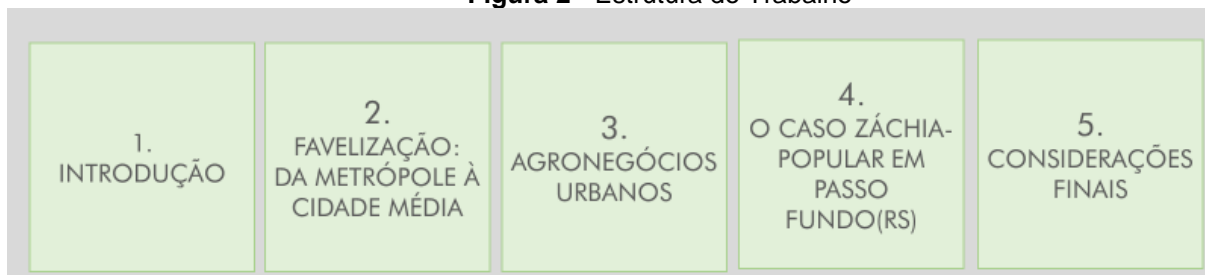 Figura 2 - Estrutura do Trabalho
1.
INTRODUÇÃO
2.
FAVELIZAÇÃO:
DA METRÓPOLE À
CIDADE MÉDIA
3.
AGRONEGÓCIOS
URBANOS
4.
O CASO ZÁCHIA-
POPULAR EM
PASSO
FUNDO(RS)
5.
CONSIDERAÇÕES
FINAIS